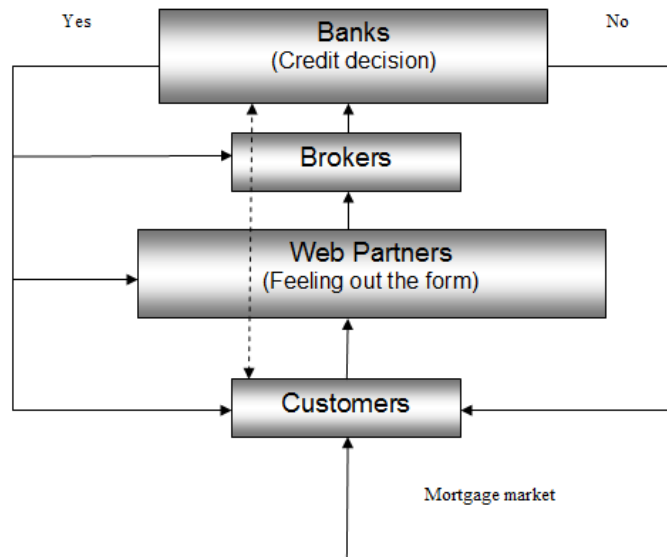 Yes
No
Banks
(Credit decision)
Brokers
Web Partners
(Feeling out the form)
Customers
Mortgage market